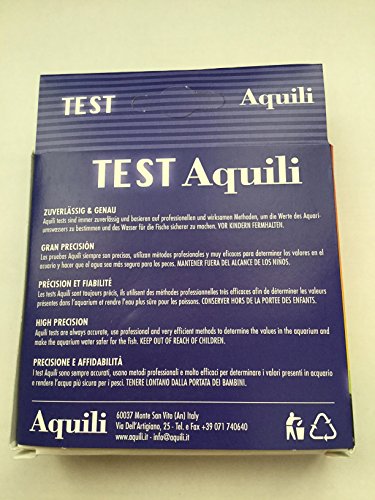 TEST Aquili
TEST Aquili
ZUVERLÄSSIG & GENAU
Aquili tests sind immer zuverlässig und basieren auf professionellen und wirksamen Methoden, um die Werte des Aquari-
umswassers zu bestimmen und das Wasser für die Fische sicherer zu machen. VOR KINDERN FERMHALTEN.
GRAN PRECISIÓN
Las pruebas Aquili siempre son precisas, utilizan métodos profesionales y muy eficaces para determinar los valores en el
acuario y hacer que el agua sea más segura para los peces. MANTENER FUERA DEL ALCANCE DE LOS NIÑOS.
PRÉCISION ET FIABILITÉ
Les tests Aquili sont toujours précis, ils utilisent des méthodes professionnelles très efficaces afin de déterminer les valeurs
présentes dans l'aquarium et rendre l'eau plus sûre pour les poissons. CONSERVER HORS DE LA PORTEE DES ENFANTS.
HIGH PRECISION
Aquili tests are always accurate, use professional and very efficient methods to determine the values in the aquarium and
make the aquarium water safer for the fish. KEEP OUT OF REACH OF CHILDREN.
PRECISIONE E AFFIDABILITÀ
I test Aquili sono sempre accurati, usano metodi professionali e molto efficaci per determinare i valori presenti in acquario
e rendere l'acqua più sicura per i pesci. TENERE LONTANO DALLA PORTATA DEI BAMBINI.
Aquili
60037 Monte San Vito (An) Italy
Via Dell'Artigiano, 25 - Tel. e Fax +39 071 740640
www.aquili.it - info@aquili.it